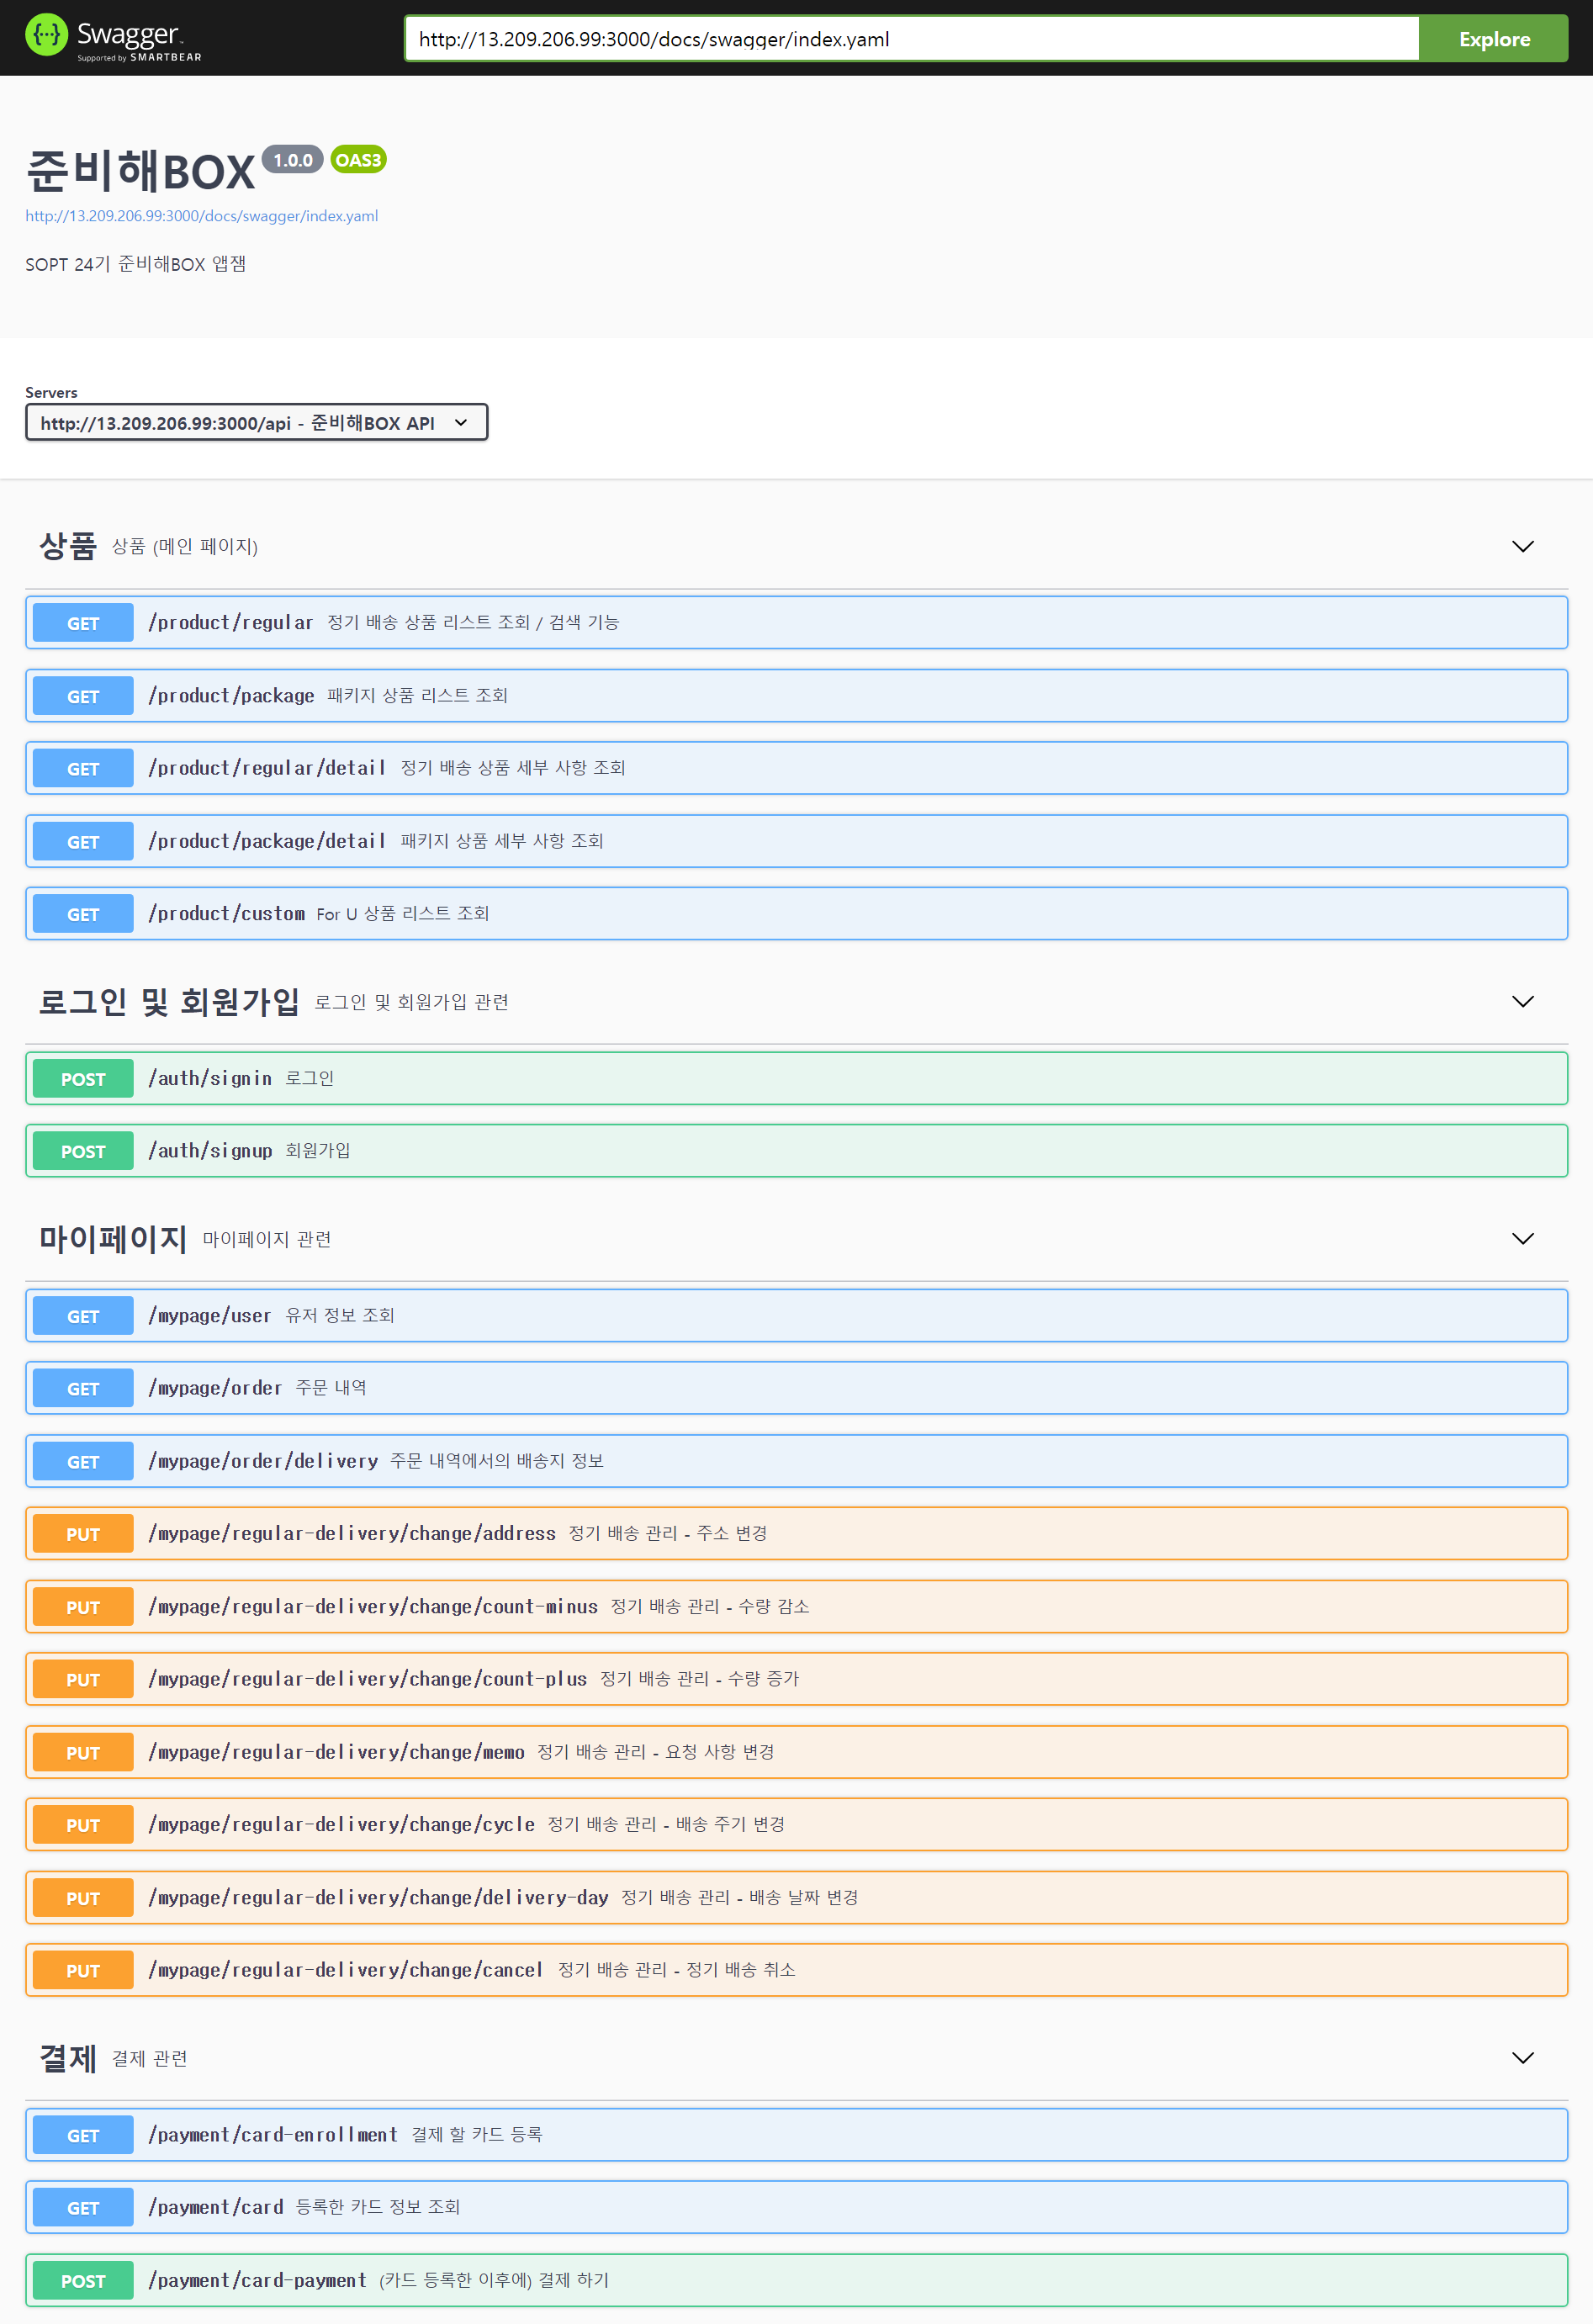 {···} Swagger™
Supported by SMARTBEAR
http://13.209.206.99:3000/docs/swagger/index.yaml Explore
준비해BOX 1.0.0 OAS3
http://13.209.206.99:3000/docs/swagger/index.yaml
SOPT 24기 준비해BOX 앱잼
Servers
http://13.209.206.99:3000/api - 준비해BOX API
상품 상품 (메인 페이지)
GET /product/regular 정기 배송 상품 리스트 조회 / 검색 기능
GET /product/package 패키지 상품 리스트 조회
GET /product/regular/detail 정기 배송 상품 세부 사항 조회
GET /product/package/detail 패키지 상품 세부 사항 조회
GET /product/custom For U 상품 리스트 조회
로그인 및 회원가입 로그인 및 회원가입 관련
POST /auth/signin 로그인
POST /auth/signup 회원가입
마이페이지 마이페이지 관련
GET /mypage/user 유저 정보 조회
GET /mypage/order 주문 내역
GET /mypage/order/delivery 주문 내역에서의 배송지 정보
PUT /mypage/regular-delivery/change/address 정기 배송 관리 - 주소 변경
PUT /mypage/regular-delivery/change/count-minus 정기 배송 관리 - 수량 감소
PUT /mypage/regular-delivery/change/count-plus 정기 배송 관리 - 수량 증가
PUT /mypage/regular-delivery/change/memo 정기 배송 관리 - 요청 사항 변경
PUT /mypage/regular-delivery/change/cycle 정기 배송 관리 - 배송 주기 변경
PUT /mypage/regular-delivery/change/delivery-day 정기 배송 관리 - 배송 날짜 변경
PUT /mypage/regular-delivery/change/cancel 정기 배송 관리 - 정기 배송 취소
결제 결제 관련
GET /payment/card-enrollment 결제 할 카드 등록
GET /payment/card 등록한 카드 정보 조회
POST /payment/card-payment (카드 등록한 이후에) 결제 하기